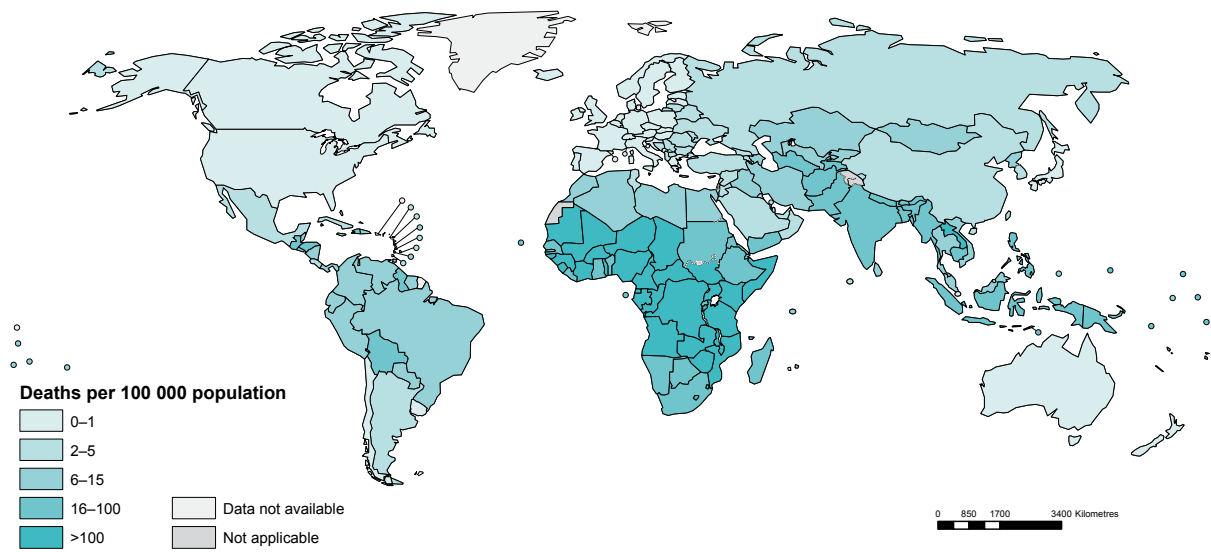 Deaths per 100 000 population
0–1
2–5
6–15
16–100
>100
Data not available
Not applicable
0 850 1700 3400 Kilometres